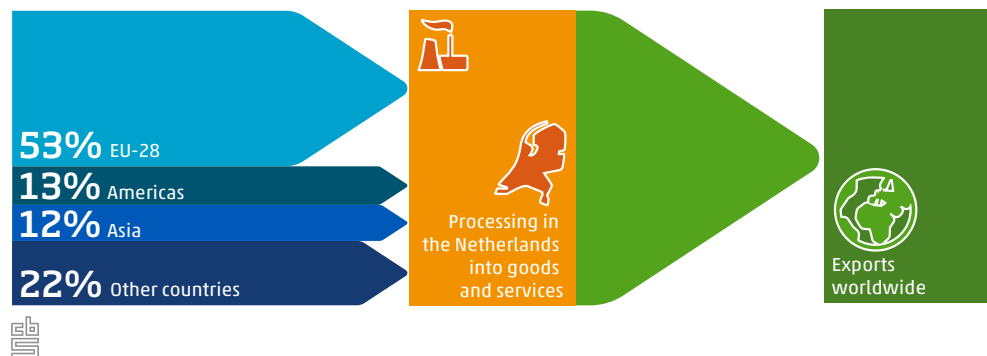 53% EU-28
13% Americas
12% Asia
22% Other countries
Processing in
the Netherlands
into goods
and services
Exports
worldwide
cbs